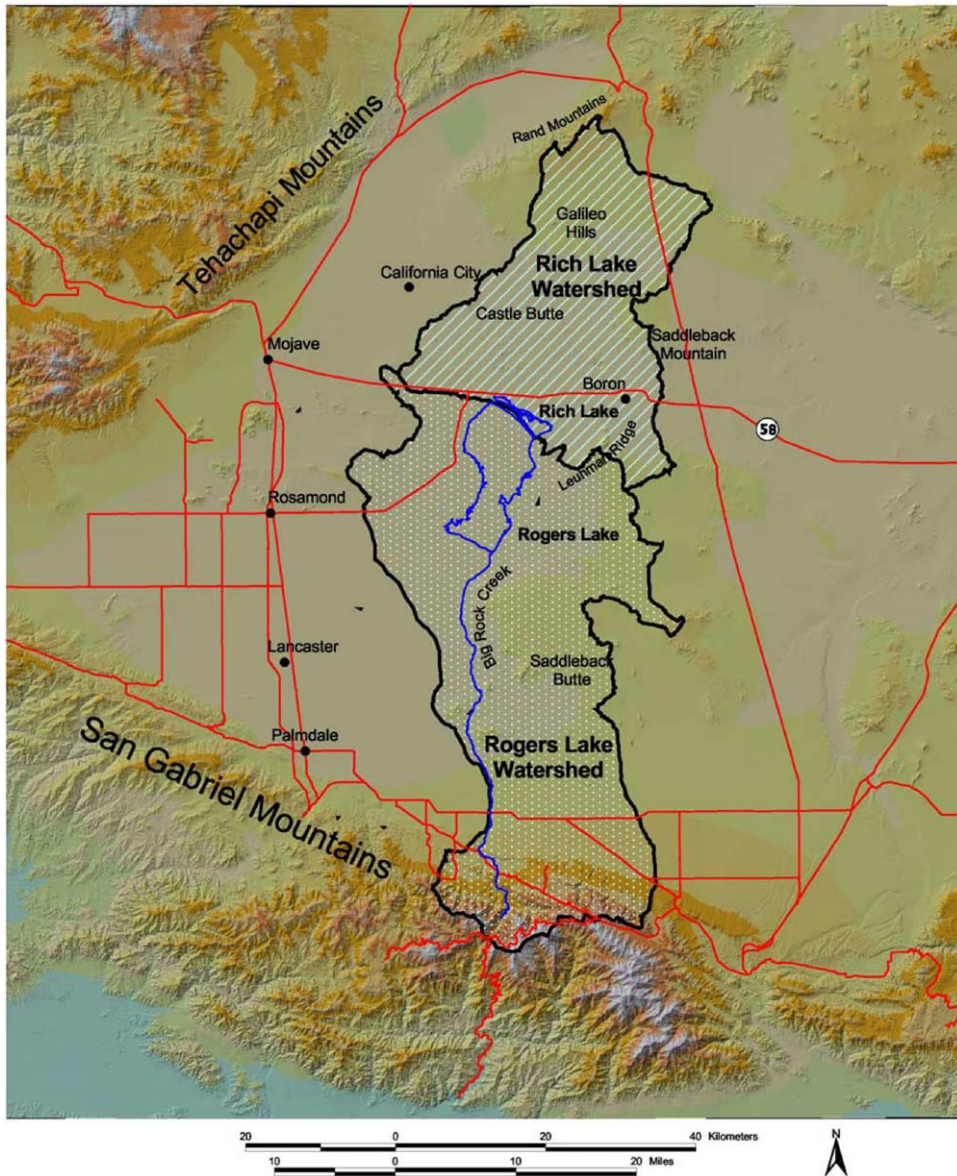 Rand Mountains
Tehachapi Mountains
Galileo
Hills
Rich Lake
Watershed
California City
Castle Butte
Mojave
Saddleback
Mountain
Boron
Rich Lake
58
Leuhman Ridge
Rosamond
Rogers Lake
Big Rock Creek
Lancaster
Saddleback
Butte
Palmdale
San Gabriel Mountains
Rogers Lake
Watershed
20 0 20 40 Kilometers
10 0 10 20 Miles
N